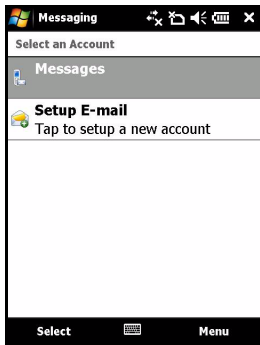 Messaging
Select an Account
Messages
Setup E-mail
Tap to setup a new account
Select Menu